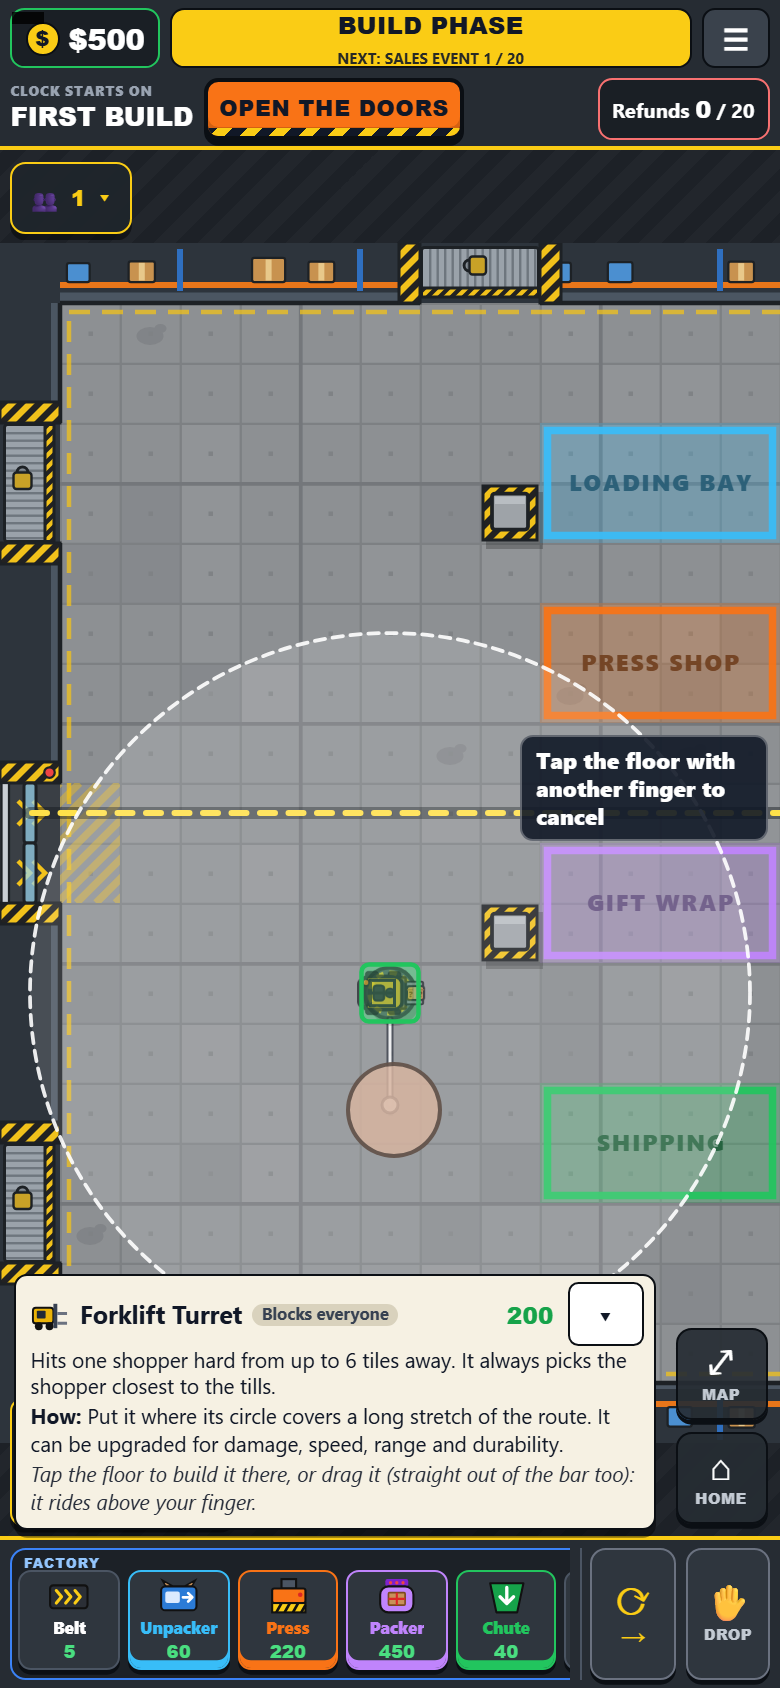 $500
BUILD PHASE
NEXT: SALES EVENT 1 / 20
CLOCK STARTS ON
FIRST BUILD
OPEN THE DOORS
Refunds 0 / 20
1
LOADING BAY
PRESS SHOP
Tap the floor with
another finger to
cancel
GIFT WRAP
SHIPPING
Forklift Turret
Blocks everyone
200
Hits one shopper hard from up to 6 tiles away. It always picks the
shopper closest to the tills.
How: Put it where its circle covers a long stretch of the route. It
can be upgraded for damage, speed, range and durability.
Tap the floor to build it there, or drag it (straight out of the bar too):
it rides above your finger.
MAP
HOME
FACTORY
Belt
5
Unpacker
60
Press
220
Packer
450
Chute
40
DROP